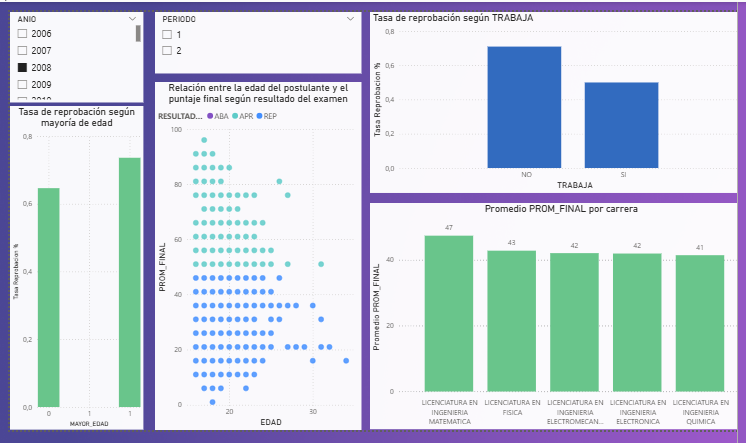 ANIO
2006
2007
2008
2009
2010
PERIODO
1
2
Tasa de reprobación según
mayoría de edad
0,8
0,6
0,4
0,2
0,0
0
1
1
Tasa Reprobacion %
MAYOR_EDAD
Relación entre la edad del postulante y el
puntaje final según resultado del examen
RESULTAD... ABA APR REP
100
80
60
40
20
0
20
30
PROM_FINAL
EDAD
Tasa de reprobación según TRABAJA
0,8
0,6
0,4
0,2
0,0
Tasa Reprobacion %
NO
SI
TRABAJA
Promedio PROM_FINAL por carrera
47
43
42
42
41
40
20
0
Promedio PROM_FINAL
LICENCIATURA EN
INGENIERIA
MATEMATICA
LICENCIATURA EN
FISICA
LICENCIATURA EN
INGENIERIA
ELECTROMECAN...
LICENCIATURA EN
INGENIERIA
ELECTRONICA
LICENCIATURA EN
INGENIERIA
QUIMICA